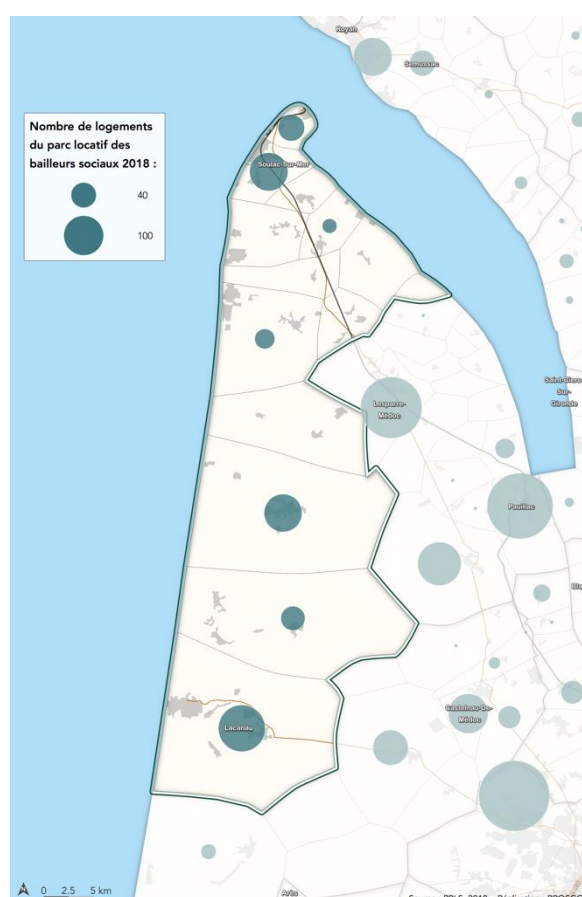 Royan
Semussac
Nombre de logements
du parc locatif des
bailleurs sociaux 2018 :
40
100
Soulac-Sur-Mer
Saint-Ciers-
Sur-
Gironde
Lesparre-
Médoc
Pauillac
Castelnau-De-
Médoc
Lacanau
Arès
N
0 2.5 5 km